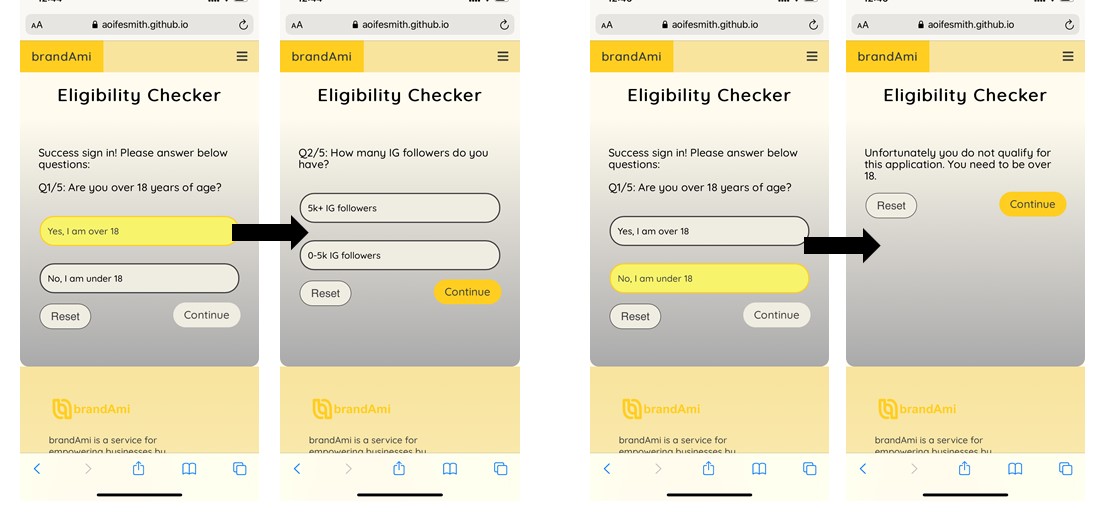 AA aoifesmith.github.io
brandAmi
Eligibility Checker
Success sign in! Please answer below
questions:
Q1/5: Are you over 18 years of age?
Yes, I am over 18
No, I am under 18
Reset
Continue
brandAmi
brandAmi is a service for
empowering businesses by
AA aoifesmith.github.io
brandAmi
Eligibility Checker
Q2/5: How many IG followers do you
have?
5k+ IG followers
0-5k IG followers
Reset
Continue
brandAmi
brandAmi is a service for
empowering businesses by
AA aoifesmith.github.io
brandAmi
Eligibility Checker
Success sign in! Please answer below
questions:
Q1/5: Are you over 18 years of age?
Yes, I am over 18
No, I am under 18
Reset
Continue
brandAmi
brandAmi is a service for
empowering businesses by
AA aoifesmith.github.io
brandAmi
Eligibility Checker
Unfortunately you do not qualify for
this application. You need to be over
18.
Reset
Continue
brandAmi
brandAmi is a service for
empowering businesses by